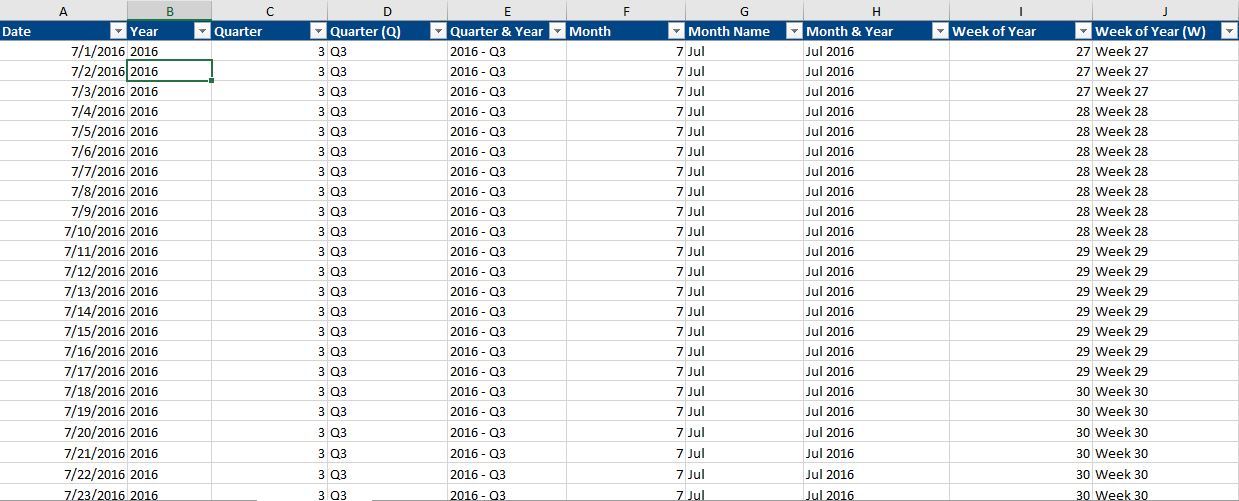 A B C D E F G H I J
Date Year Quarter Quarter (Q) Quarter & Year Month Month Name Month & Year Week of Year Week of Year (W)
7/1/2016 2016 3 Q3 2016 - Q3 7 Jul Jul 2016 27 Week 27
7/2/2016 2016 3 Q3 2016 - Q3 7 Jul Jul 2016 27 Week 27
7/3/2016 2016 3 Q3 2016 - Q3 7 Jul Jul 2016 27 Week 27
7/4/2016 2016 3 Q3 2016 - Q3 7 Jul Jul 2016 28 Week 28
7/5/2016 2016 3 Q3 2016 - Q3 7 Jul Jul 2016 28 Week 28
7/6/2016 2016 3 Q3 2016 - Q3 7 Jul Jul 2016 28 Week 28
7/7/2016 2016 3 Q3 2016 - Q3 7 Jul Jul 2016 28 Week 28
7/8/2016 2016 3 Q3 2016 - Q3 7 Jul Jul 2016 28 Week 28
7/9/2016 2016 3 Q3 2016 - Q3 7 Jul Jul 2016 28 Week 28
7/10/2016 2016 3 Q3 2016 - Q3 7 Jul Jul 2016 28 Week 28
7/11/2016 2016 3 Q3 2016 - Q3 7 Jul Jul 2016 29 Week 29
7/12/2016 2016 3 Q3 2016 - Q3 7 Jul Jul 2016 29 Week 29
7/13/2016 2016 3 Q3 2016 - Q3 7 Jul Jul 2016 29 Week 29
7/14/2016 2016 3 Q3 2016 - Q3 7 Jul Jul 2016 29 Week 29
7/15/2016 2016 3 Q3 2016 - Q3 7 Jul Jul 2016 29 Week 29
7/16/2016 2016 3 Q3 2016 - Q3 7 Jul Jul 2016 29 Week 29
7/17/2016 2016 3 Q3 2016 - Q3 7 Jul Jul 2016 29 Week 29
7/18/2016 2016 3 Q3 2016 - Q3 7 Jul Jul 2016 30 Week 30
7/19/2016 2016 3 Q3 2016 - Q3 7 Jul Jul 2016 30 Week 30
7/20/2016 2016 3 Q3 2016 - Q3 7 Jul Jul 2016 30 Week 30
7/21/2016 2016 3 Q3 2016 - Q3 7 Jul Jul 2016 30 Week 30
7/22/2016 2016 3 Q3 2016 - Q3 7 Jul Jul 2016 30 Week 30
7/23/2016 2016 3 Q3 2016 - Q3 7 Jul Jul 2016 30 Week 30